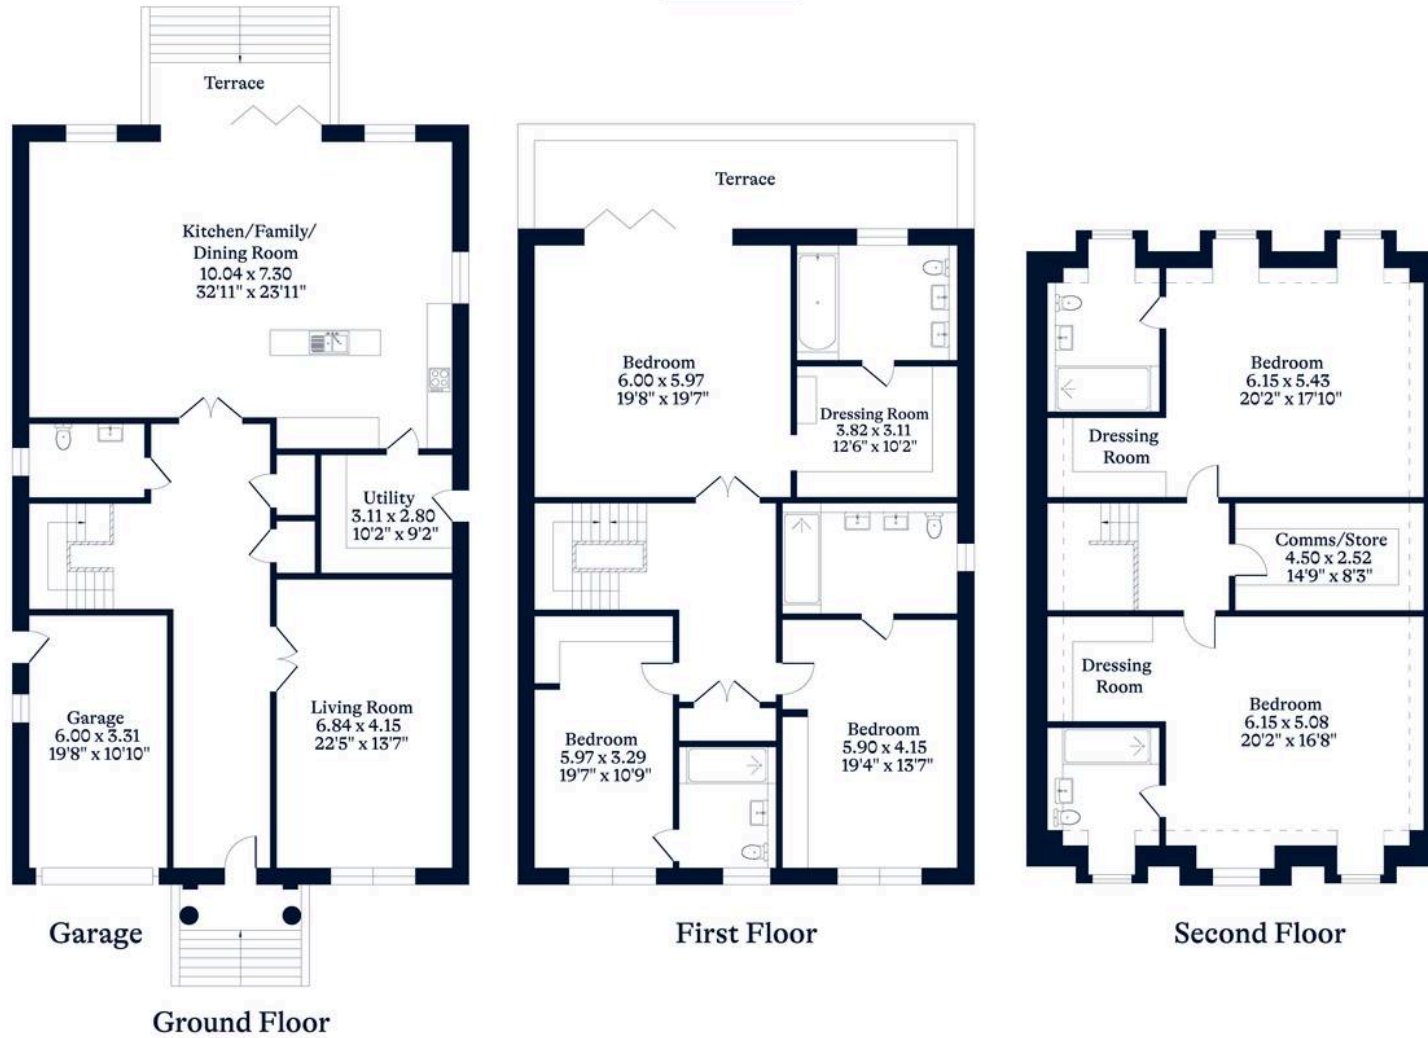 Terrace
Kitchen/Family/
Dining Room
10.04 x 7.30
32'11" x 23'11"
Utility
3.11 x 2.80
10'2" x 9'2"
Garage
6.00 x 3.31
19'8" x 10'10"
Living Room
6.84 x 4.15
22'5" x 13'7"
Garage
Ground Floor
Terrace
Bedroom
6.00 x 5.97
19'8" x 19'7"
Dressing Room
3.82 x 3.11
12'6" x 10'2"
Bedroom
5.97 x 3.29
19'7" x 10'9"
Bedroom
5.90 x 4.15
19'4" x 13'7"
First Floor
Bedroom
6.15 x 5.43
20'2" x 17'10"
Dressing
Room
Comms/Store
4.50 x 2.52
14'9" x 8'3"
Dressing
Room
Bedroom
6.15 x 5.08
20'2" x 16'8"
Second Floor